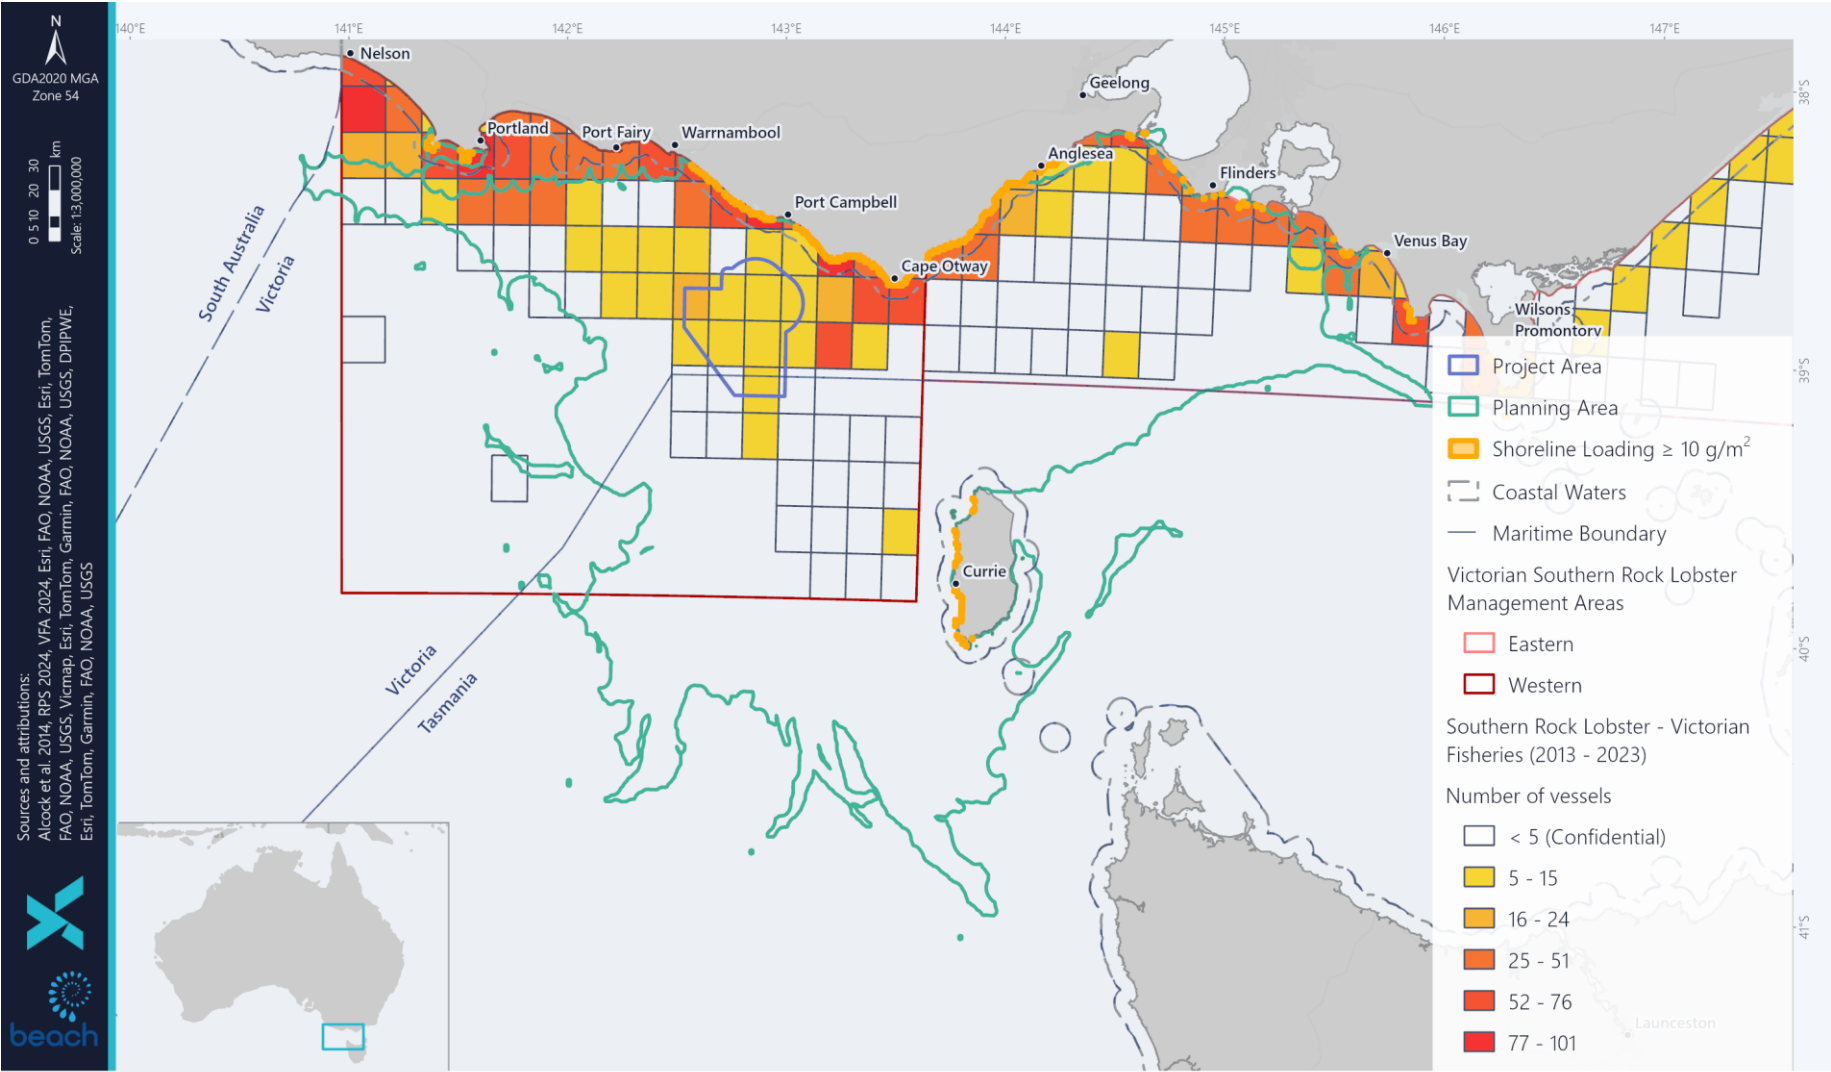 140°E
141°E
142°E
143°E
144°E
145°E
146°E
147°E
38°S
39°S
40°S
41°S
N
GDA2020 MGA
Zone 54
0 5 10 20 30 km
Scale: 1:3,000,000
Sources and attributions:
Alcock et al. 2014, RPS 2024, VFA 2024, Esri, FAO, NOAA, USGS, Esri, TomTom,
FAO, NOAA, USGS, Vicmap, Esri, TomTom, Garmin, FAO, NOAA, USGS, DPIPWE,
Esri, TomTom, Garmin, FAO, NOAA, USGS
beach
Nelson
Portland
Port Fairy
Warrnambool
Port Campbell
Cape Otway
Anglesea
Geelong
Flinders
Venus Bay
Wilsons
Promontory
Currie
Launceston
South Australia
Victoria
Victoria
Tasmania
Project Area
Planning Area
Shoreline Loading ≥ 10 g/m²
Coastal Waters
Maritime Boundary
Victorian Southern Rock Lobster
Management Areas
Eastern
Western
Southern Rock Lobster - Victorian
Fisheries (2013 - 2023)
Number of vessels
< 5 (Confidential)
5 - 15
16 - 24
25 - 51
52 - 76
77 - 101